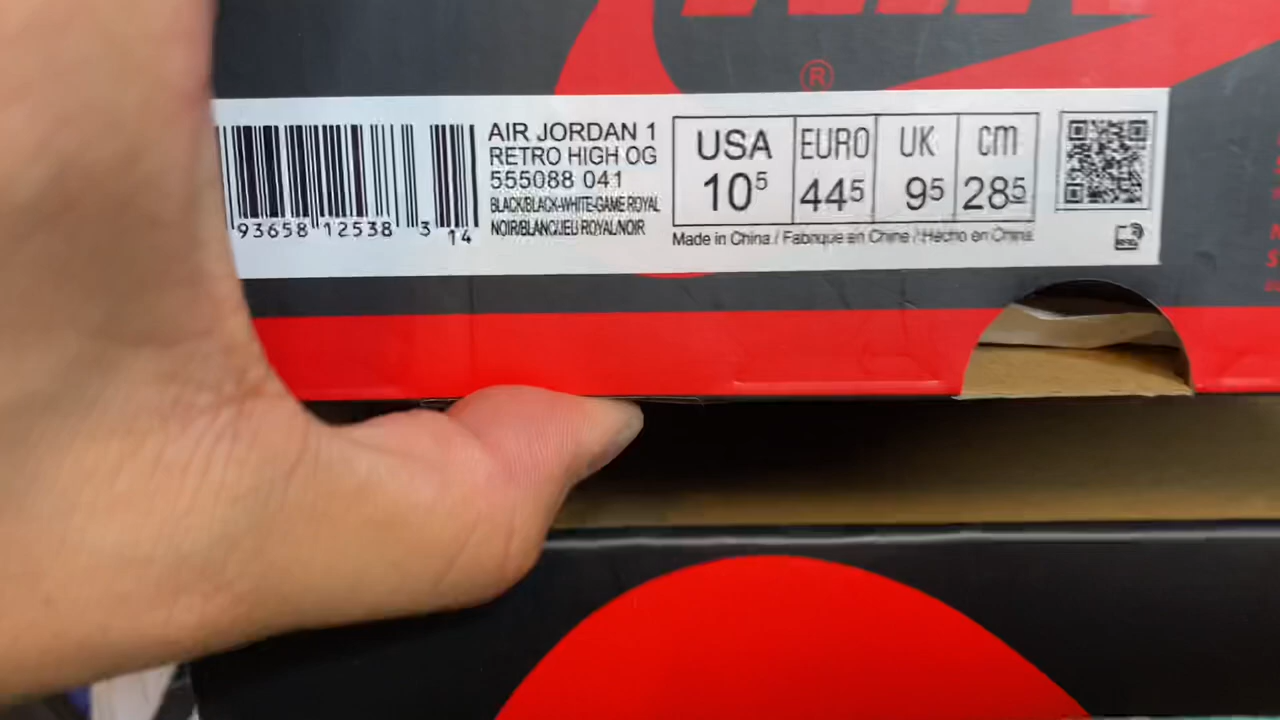 AIR
®
AIR JORDAN 1
RETRO HIGH OG
555088 041
BLACK/BLACK-WHITE-GAME ROYAL
NOIR/BLANC/JEU ROYAL/NOIR
93658 12538 3 14
USA EURO UK cm
10⁵ 44⁵ 9⁵ 28⁵
Made in China / Fabriqué en Chine / Hecho en China